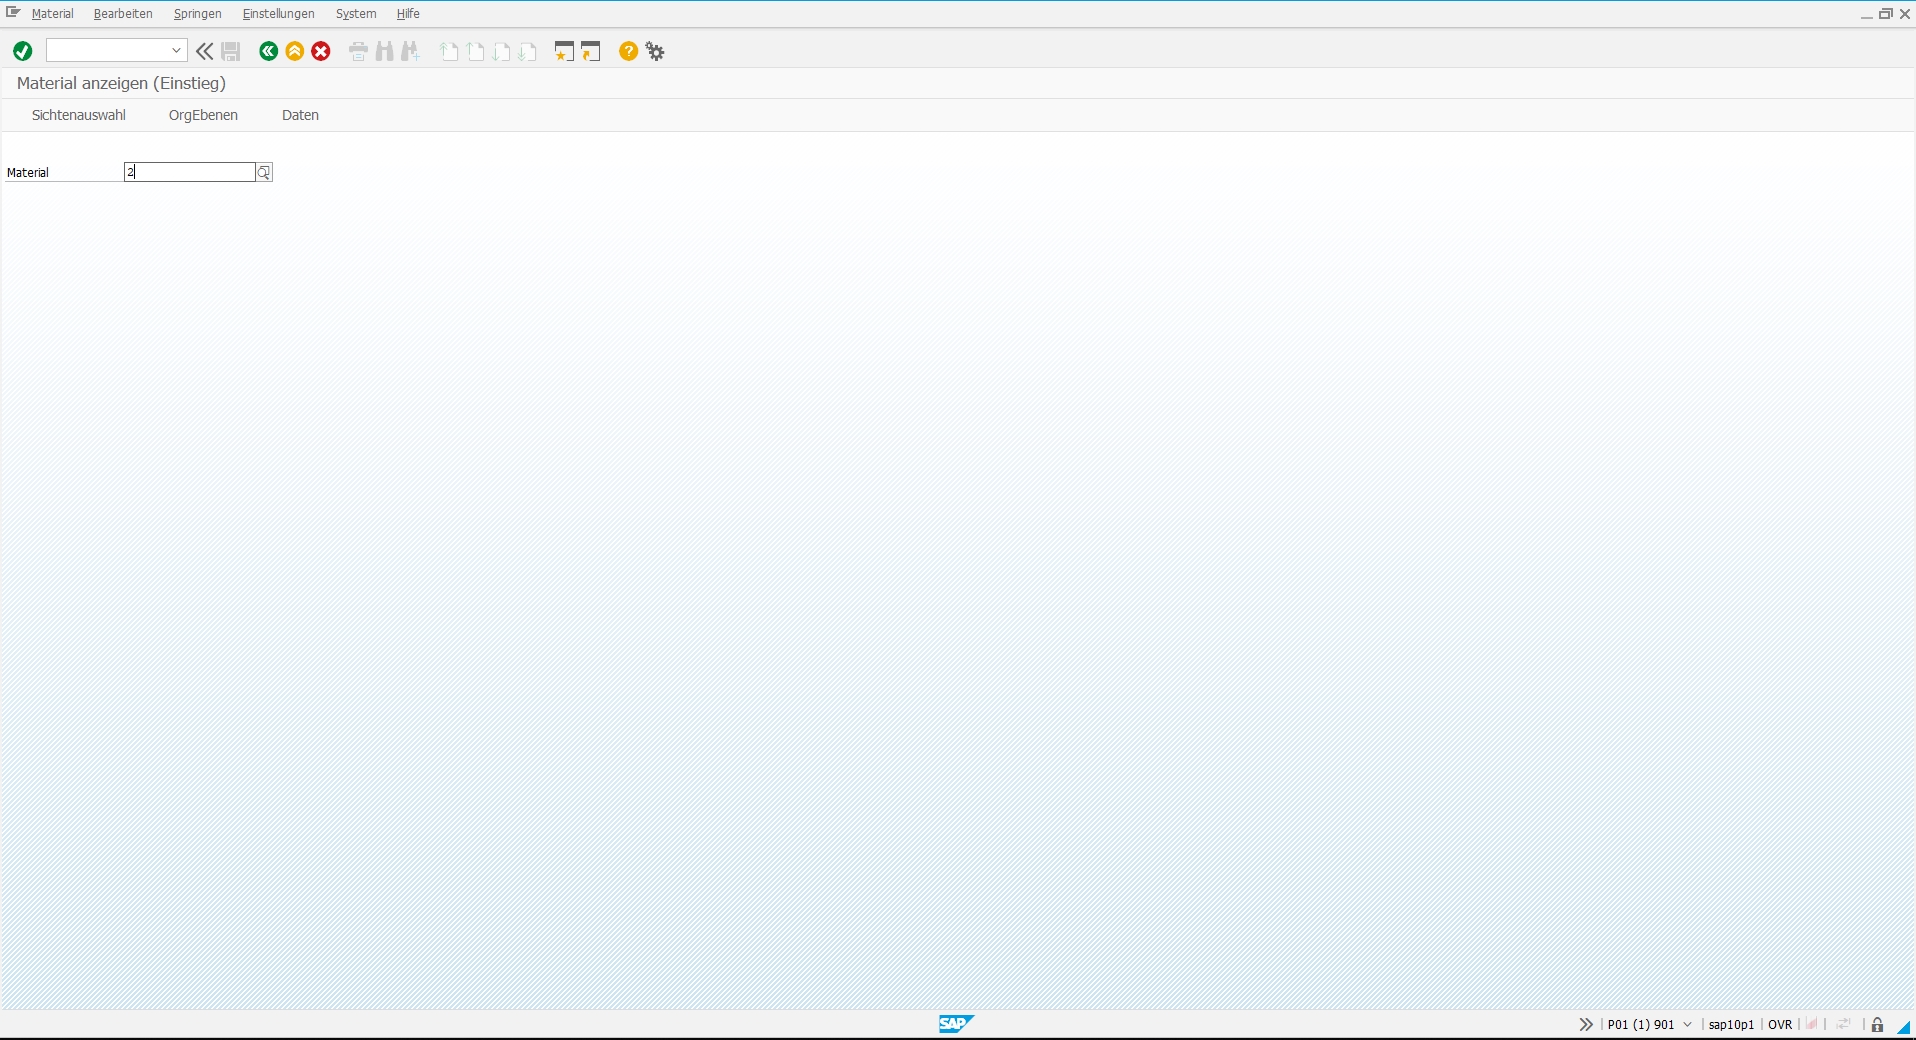 Material Bearbeiten Springen Einstellungen System Hilfe
Material anzeigen (Einstieg)
Sichtenauswahl OrgEbenen Daten
Material 2
SAP P01 (1) 901 sap10p1 OVR